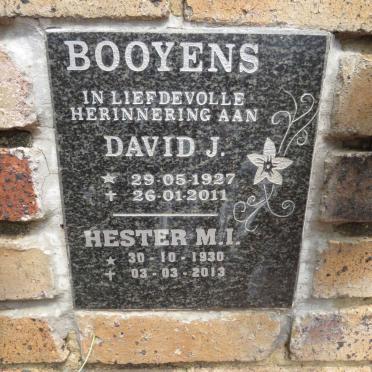 BOOYENS
IN LIEFDEVOLLE
HERINNERING AAN
DAVID J.
★ 29-05-1927
+ 26-01-2011
HESTER M.I.
★ 30-10-1930
+ 03-03-2013